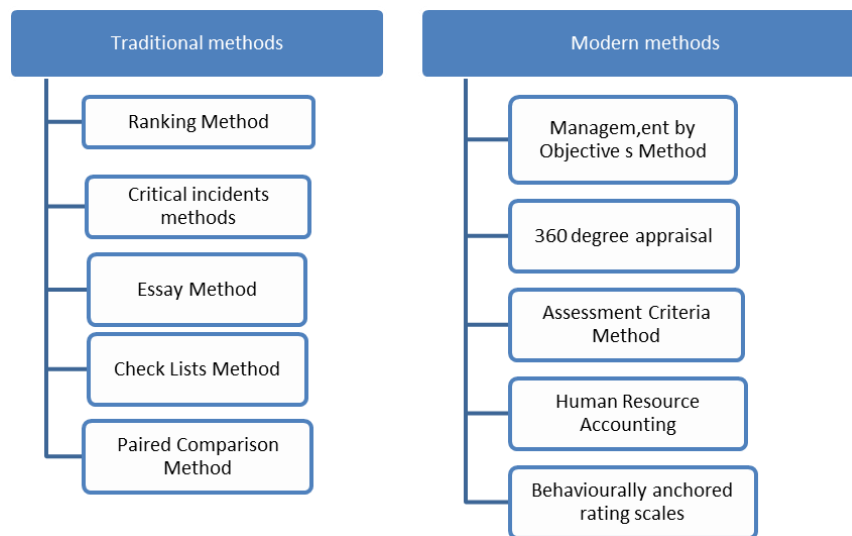 Traditional methods
Ranking Method
Critical incidents
methods
Essay Method
Check Lists Method
Paired Comparison
Method
Modern methods
Managem,ent by
Objective s Method
360 degree appraisal
Assessment Criteria
Method
Human Resource
Accounting
Behaviourally anchored
rating scales